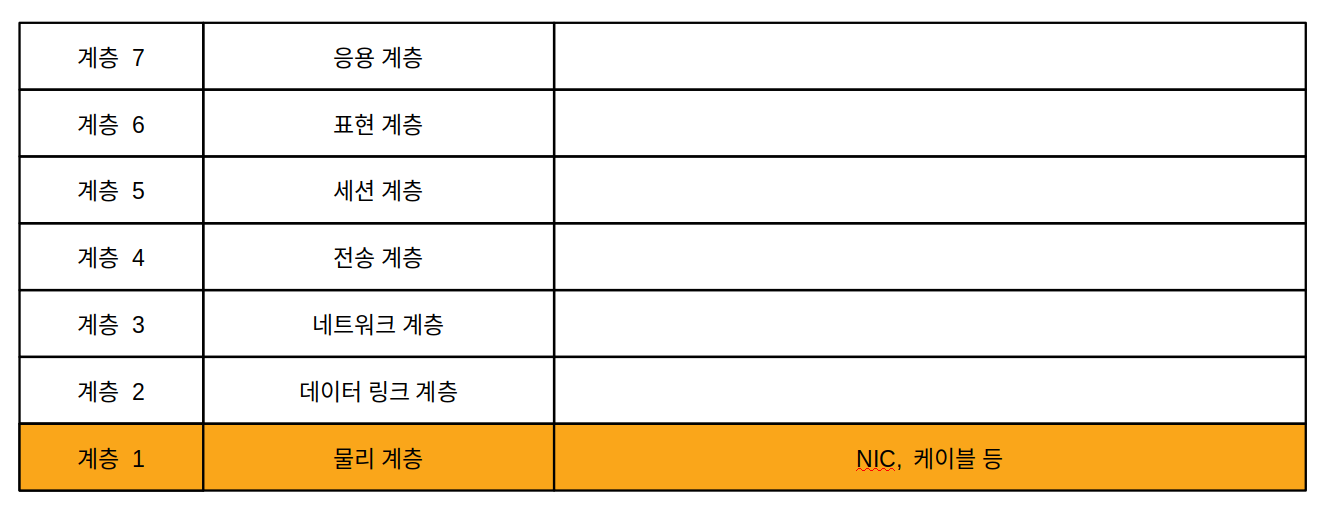 계층 7 응용 계층
계층 6 표현 계층
계층 5 세션 계층
계층 4 전송 계층
계층 3 네트워크 계층
계층 2 데이터 링크 계층
계층 1 물리 계층 NIC, 케이블 등